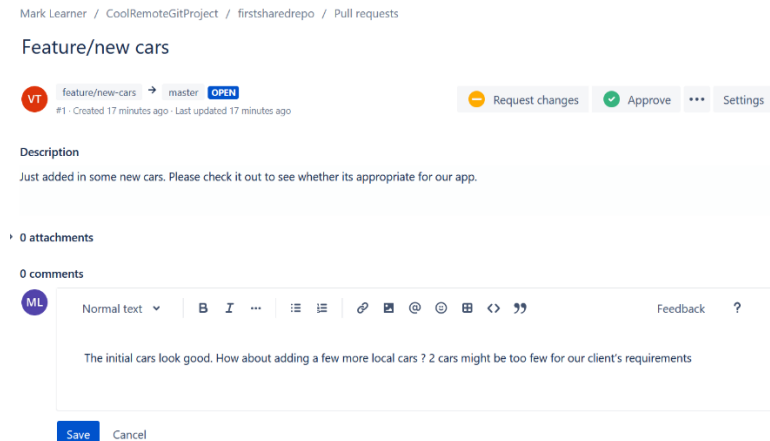 Mark Learner / CoolRemoteGitProject / firstsharedrepo / Pull requests
Feature/new cars
VT feature/new-cars → master OPEN
#1 · Created 17 minutes ago · Last updated 17 minutes ago
Request changes Approve ••• Settings
Description
Just added in some new cars. Please check it out to see whether its appropriate for our app.
0 attachments
0 comments
ML
Normal text B I ••• @ <> Feedback ?
The initial cars look good. How about adding a few more local cars ? 2 cars might be too few for our client's requirements
Save Cancel